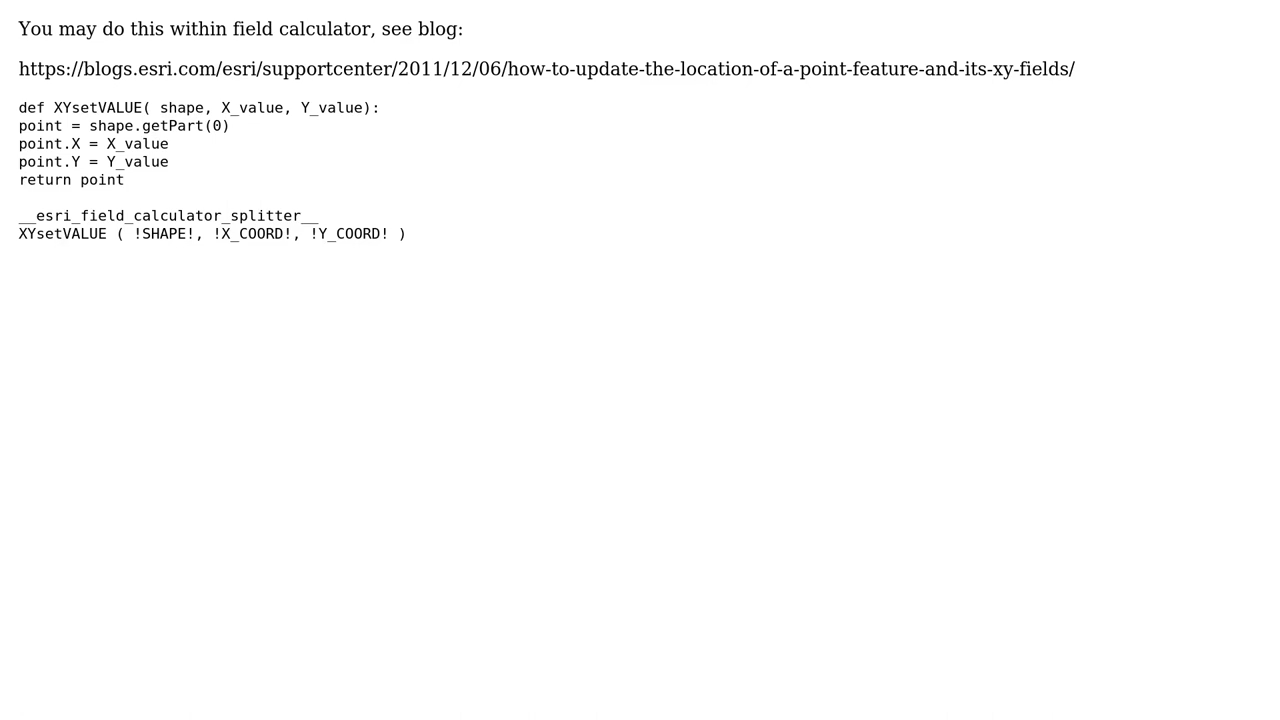 You may do this within field calculator, see blog:
https://blogs.esri.com/esri/supportcenter/2011/12/06/how-to-update-the-location-of-a-point-feature-and-its-xy-fields/
def XYsetVALUE( shape, X_value, Y_value):
point = shape.getPart(0)
point.X = X_value
point.Y = Y_value
return point
__esri_field_calculator_splitter__
XYsetVALUE ( !SHAPE!, !X_COORD!, !Y_COORD! )